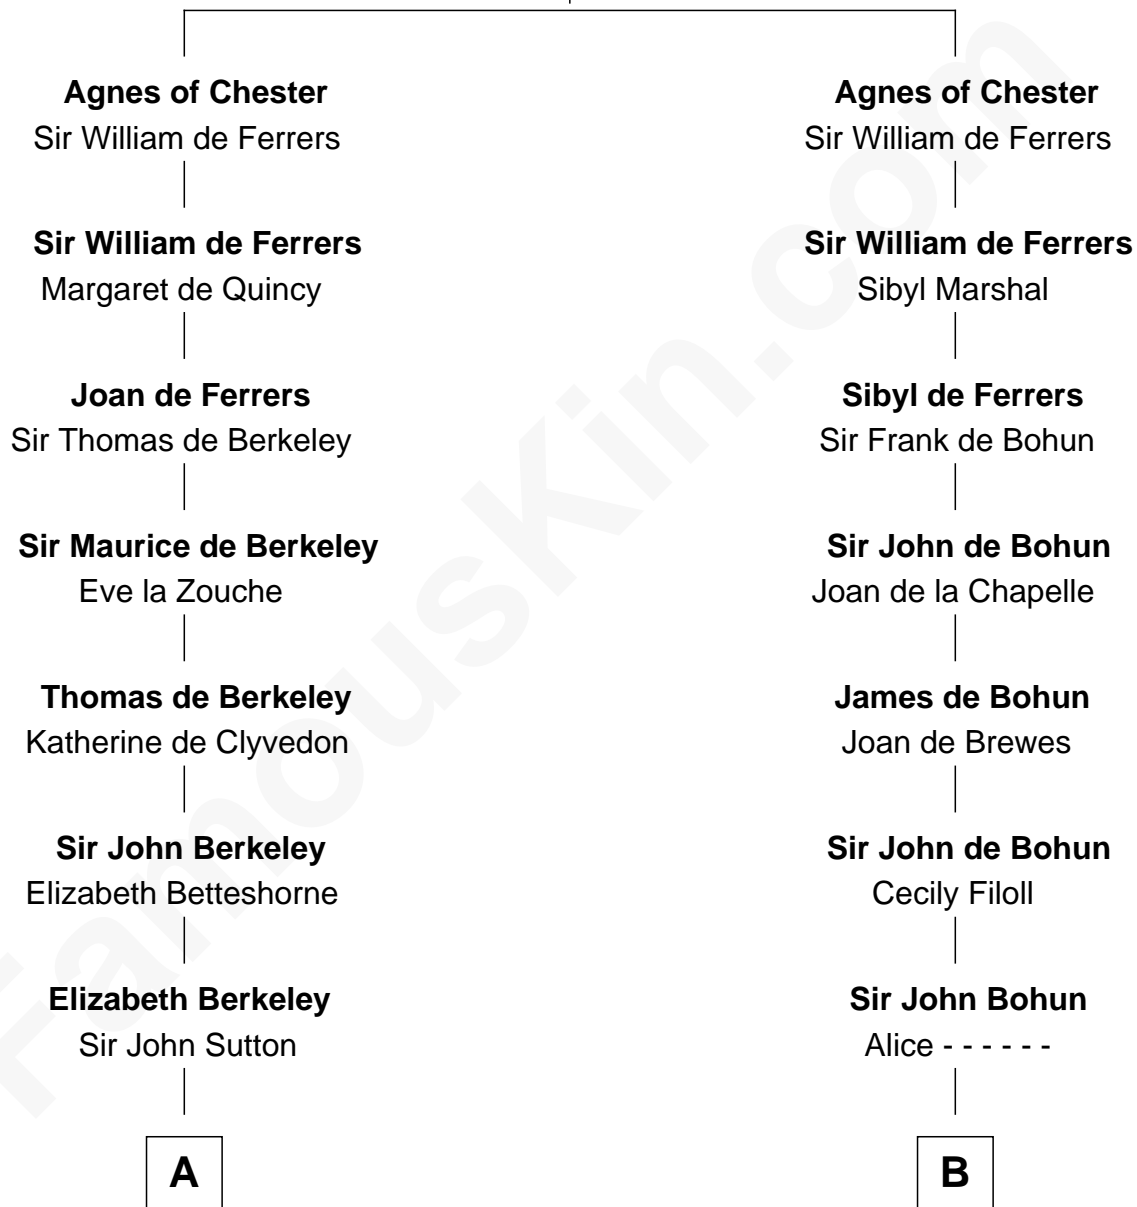 Agnes of Chester
Sir William de Ferrers
Sir William de Ferrers
Margaret de Quincy
Joan de Ferrers
Sir Thomas de Berkeley
Sir Maurice de Berkeley
Eve la Zouche
Thomas de Berkeley
Katherine de Clyvedon
Sir John Berkeley
Elizabeth Betteshorne
Elizabeth Berkeley
Sir John Sutton
A
Agnes of Chester
Sir William de Ferrers
Sir William de Ferrers
Sibyl Marshal
Sibyl de Ferrers
Sir Frank de Bohun
Sir John de Bohun
Joan de la Chapelle
James de Bohun
Joan de Brewes
Sir John de Bohun
Cecily Filoll
Sir John Bohun
Alice - - - - - -
B
FamousKin.com